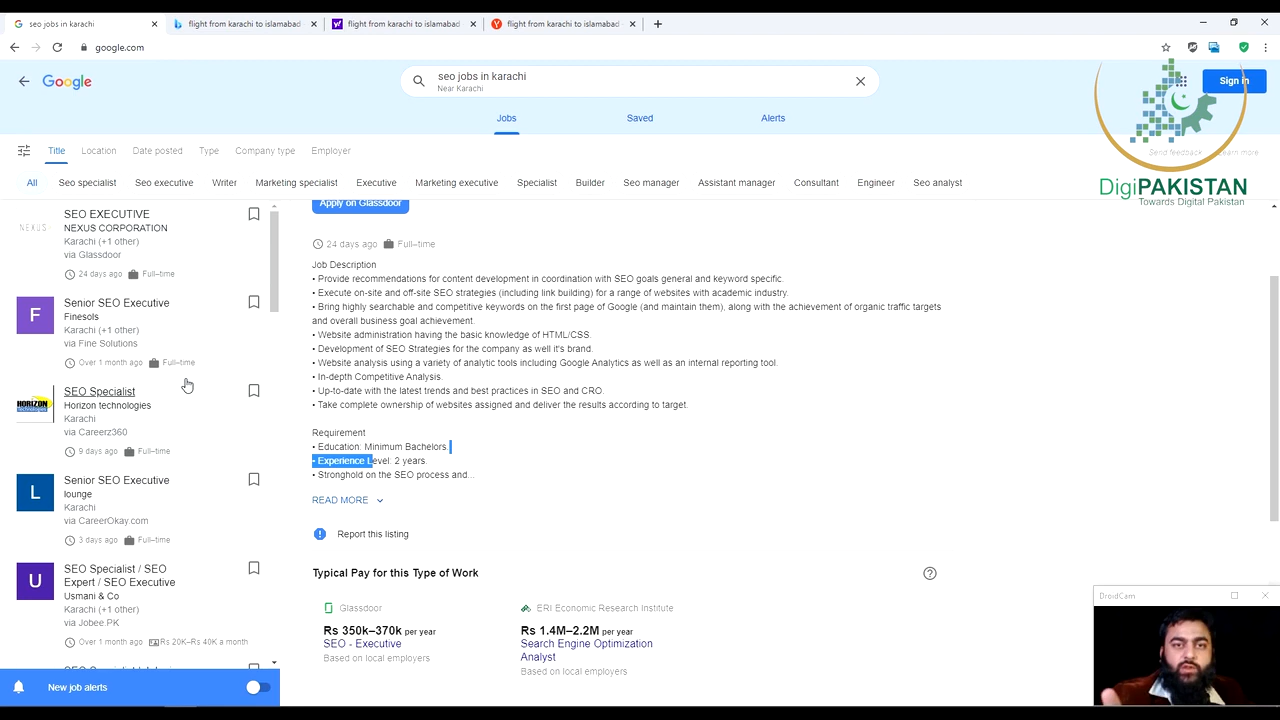 seo jobs in karachi
flight from karachi to islamabad
flight from karachi to islamabad
flight from karachi to islamabad
google.com
Google
seo jobs in karachi
Near Karachi
Sign in
Jobs
Saved
Alerts
Title
Location
Date posted
Type
Company type
Employer
Send feedback
Learn more
All
Seo specialist
Seo executive
Writer
Marketing specialist
Executive
Marketing executive
Specialist
Builder
Seo manager
Assistant manager
Consultant
Engineer
Seo analyst
DigiPAKISTAN
Towards Digital Pakistan
NEXUS
SEO EXECUTIVE
NEXUS CORPORATION
Karachi (+1 other)
via Glassdoor
24 days ago
Full–time
F
Senior SEO Executive
Finesols
Karachi (+1 other)
via Fine Solutions
Over 1 month ago
Full–time
HORIZON
SEO Specialist
Horizon technologies
Karachi
via Careerz360
9 days ago
Full–time
L
Senior SEO Executive
lounge
Karachi
via CareerOkay.com
3 days ago
Full–time
U
SEO Specialist / SEO
Expert / SEO Executive
Usmani & Co
Karachi (+1 other)
via Jobee.PK
Over 1 month ago
Rs 20K–Rs 40K a month
New job alerts
Apply on Glassdoor
24 days ago
Full–time
Job Description
• Provide recommendations for content development in coordination with SEO goals general and keyword specific.
• Execute on-site and off-site SEO strategies (including link building) for a range of websites with academic industry.
• Bring highly searchable and competitive keywords on the first page of Google (and maintain them), along with the achievement of organic traffic targets
and overall business goal achievement.
• Website administration having the basic knowledge of HTML/CSS.
• Development of SEO Strategies for the company as well it's brand.
• Website analysis using a variety of analytic tools including Google Analytics as well as an internal reporting tool.
• In-depth Competitive Analysis.
• Up-to-date with the latest trends and best practices in SEO and CRO.
• Take complete ownership of websites assigned and deliver the results according to target.
Requirement
• Education: Minimum Bachelors.
• Experience Level: 2 years.
• Stronghold on the SEO process and...
READ MORE
Report this listing
Typical Pay for this Type of Work
Glassdoor
Rs 350k–370k per year
SEO - Executive
Based on local employers
ERI Economic Research Institute
Rs 1.4M–2.2M per year
Search Engine Optimization
Analyst
Based on local employers
DroidCam